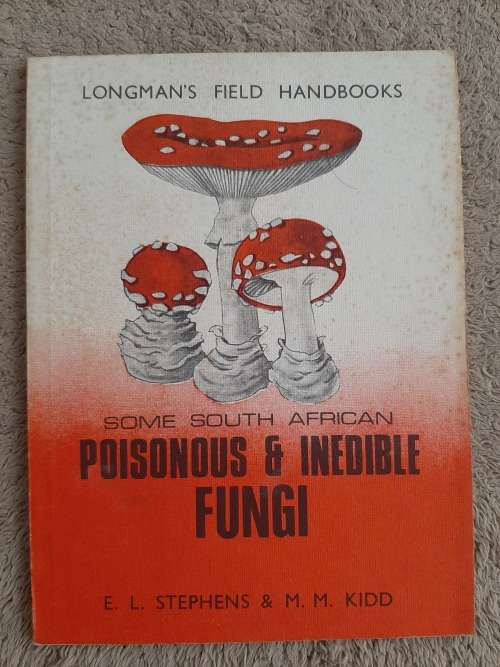 LONGMAN'S FIELD HANDBOOKS
SOME SOUTH AFRICAN
POISONOUS & INEDIBLE
FUNGI
E. L. STEPHENS & M. M. KIDD